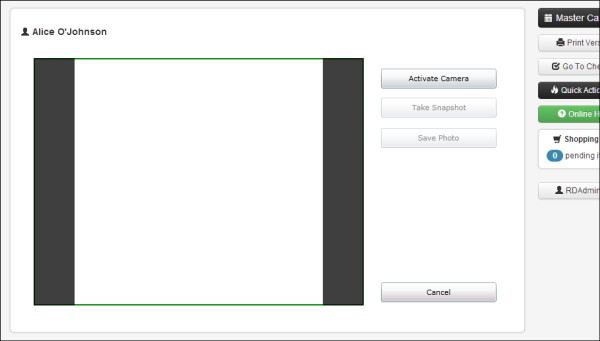 Alice O'Johnson
Activate Camera
Take Snapshot
Save Photo
Cancel
Master Ca
Print Vers
Go To Che
Quick Actio
Online H
Shopping
0 pending i
RDAdmin